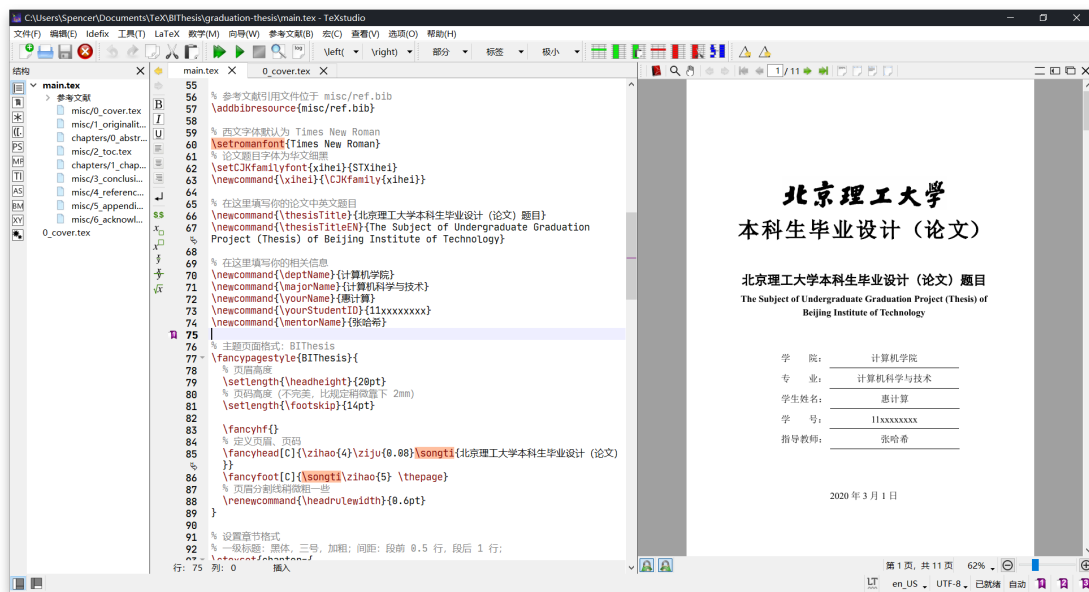 C:\Users\Spencer\Documents\TeX\BIThesis\graduation-thesis\main.tex - TeXstudio
文件(F) 编辑(E) Idefix 工具(T) LaTeX 数学(M) 向导(W) 参考文献(B) 宏(C) 查看(V) 选项(O) 帮助(H)
\left( \right) 部分 标签 极小
结构
main.tex
参考文献
misc/0_cover.tex
misc/1_originalit...
chapters/0_abstr...
misc/2_toc.tex
chapters/1_chap...
misc/3_conclusi...
misc/4_referenc...
misc/5_appendi...
misc/6_acknowl...
0_cover.tex
main.tex 0_cover.tex
55
56 % 参考文献引用文件位于 misc/ref.bib
57 \addbibresource{misc/ref.bib}
58
59 % 西文字体默认为 Times New Roman
60 \setromanfont{Times New Roman}
61 % 论文题目字体为华文细黑
62 \setCJKfamilyfont{xihei}{STXihei}
63 \newcommand{\xihei}{\CJKfamily{xihei}}
64
65 % 在这里填写你的论文中英文题目
66 \newcommand{\thesisTitle}{北京理工大学本科生毕业设计（论文）题目}
67 \newcommand{\thesisTitleEN}{The Subject of Undergraduate Graduation
Project (Thesis) of Beijing Institute of Technology}
68
69 % 在这里填写你的相关信息
70 \newcommand{\deptName}{计算机学院}
71 \newcommand{\majorName}{计算机科学与技术}
72 \newcommand{\yourName}{惠计算}
73 \newcommand{\yourStudentID}{11xxxxxxxx}
74 \newcommand{\mentorName}{张哈希}
75
76 % 主题页面格式：BIThesis
77 \fancypagestyle{BIThesis}{
78 % 页眉高度
79 \setlength{\headheight}{20pt}
80 % 页码高度（不完美，比规定稍微靠下 2mm）
81 \setlength{\footskip}{14pt}
82
83 \fancyhf{}
84 % 定义页眉、页码
85 \fancyhead[C]{\zihao{4}\ziju{0.08}\songti{北京理工大学本科生毕业设计（论文）
}}
86 \fancyfoot[C]{\songti\zihao{5} \thepage}
87 % 页眉分割线稍微粗一些
88 \renewcommand{\headrulewidth}{0.6pt}
89 }
90
91 % 设置章节格式
92 % 一级标题：黑体，三号，加粗；间距：段前 0.5 行，段后 1 行；
93 \ctexset{chapter={
行: 75 列: 0 插入
1 / 11
北京理工大学
本科生毕业设计（论文）
北京理工大学本科生毕业设计（论文）题目
The Subject of Undergraduate Graduation Project (Thesis) of
Beijing Institute of Technology
学 院: 计算机学院
专 业: 计算机科学与技术
学生姓名: 惠计算
学 号: 11xxxxxxxx
指导教师: 张哈希
2020 年 3 月 1 日
第 1 页, 共 11 页 62%
LT en_US UTF-8 已就绪 自动